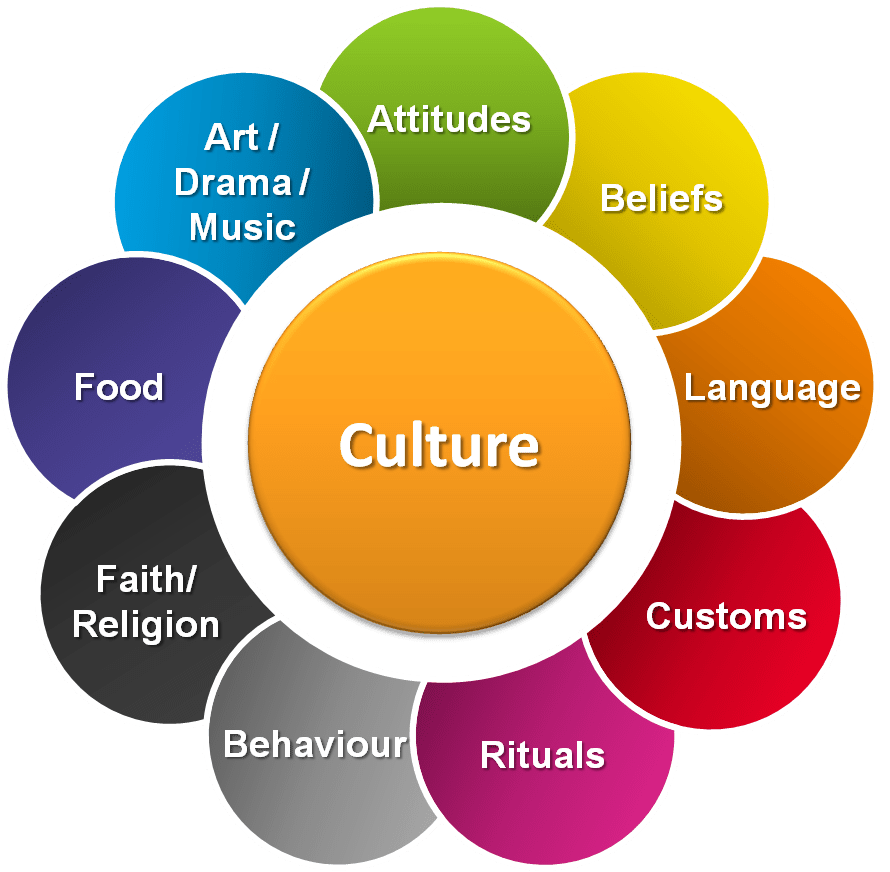 Attitudes
Beliefs
Language
Customs
Rituals
Behaviour
Faith/
Religion
Food
Art /
Drama /
Music
Culture